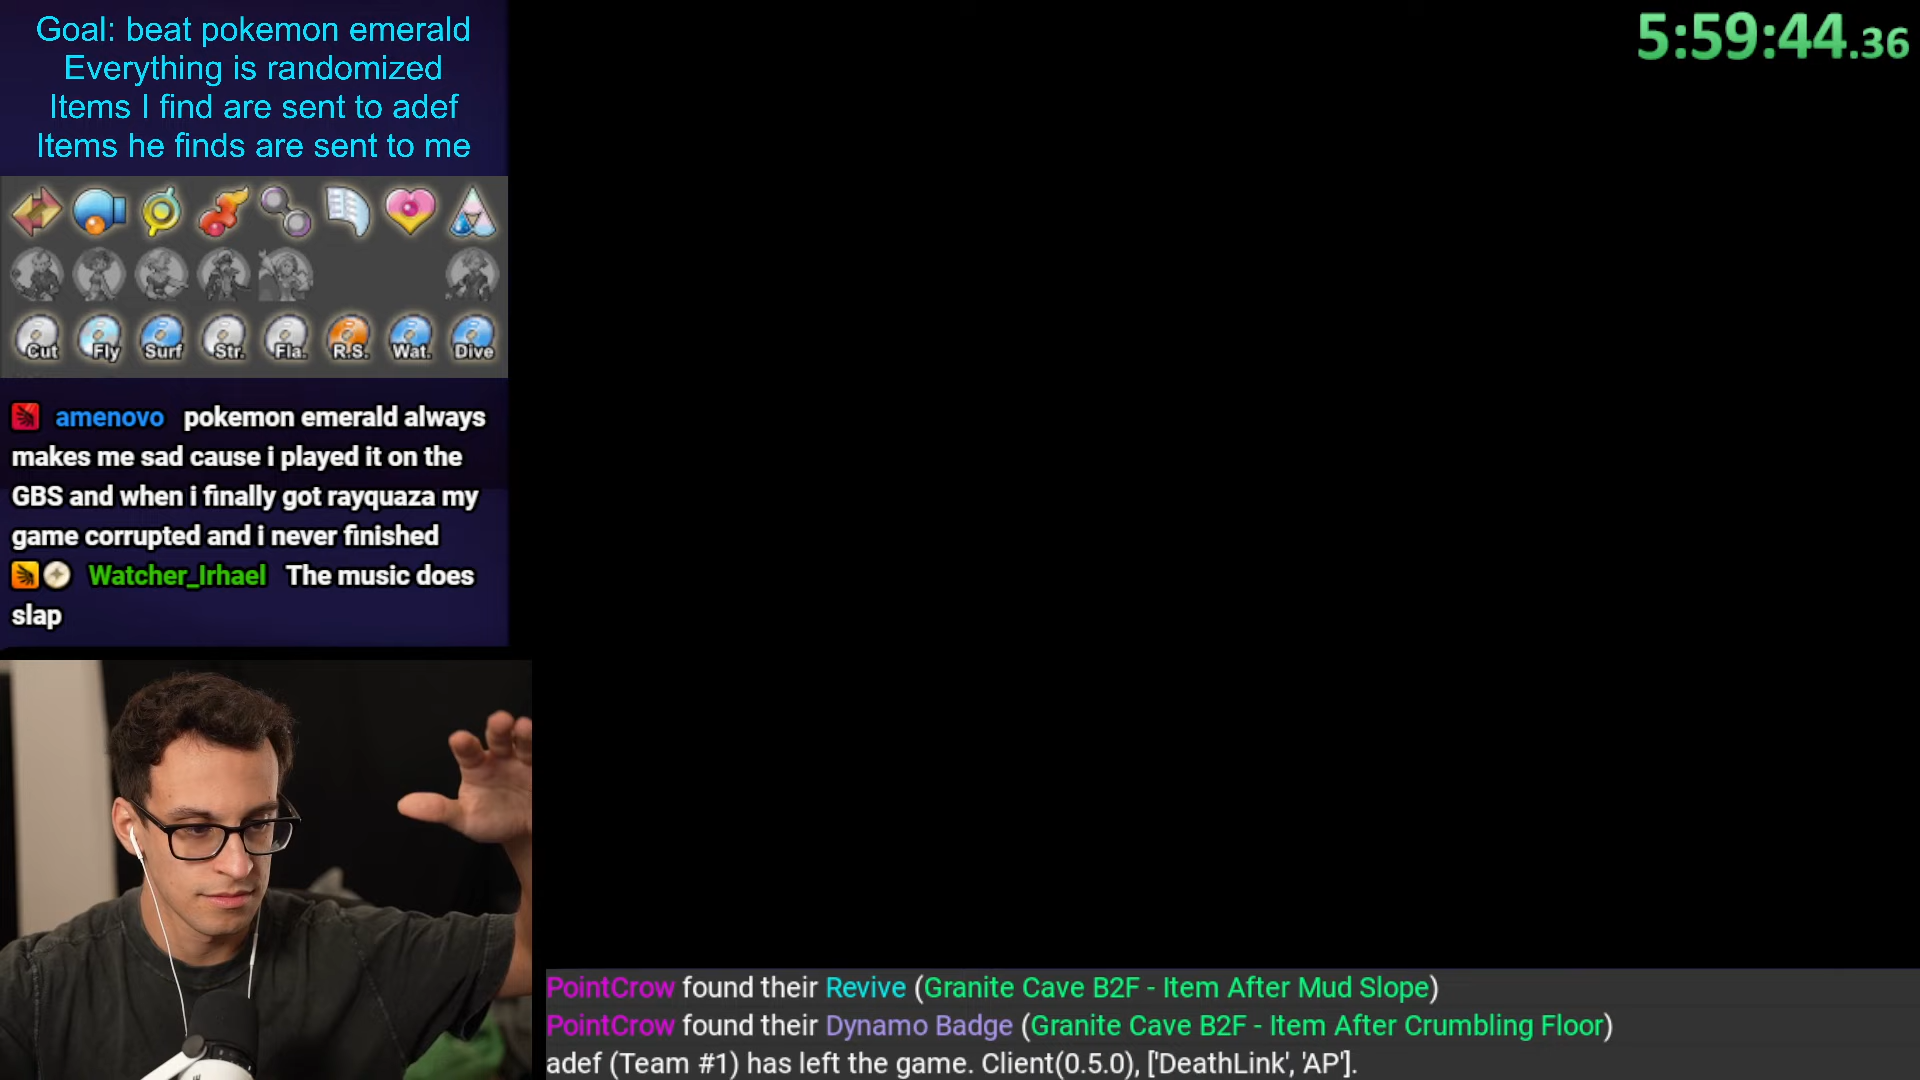 Goal: beat pokemon emerald
Everything is randomized
Items I find are sent to adef
Items he finds are sent to me
5:59:44.36
Cut Fly Surf Str. Fla. R.S. Wat. Dive
amenovo pokemon emerald always
makes me sad cause i played it on the
GBS and when i finally got rayquaza my
game corrupted and i never finished
Watcher_Irhael The music does
slap
PointCrow found their Revive (Granite Cave B2F - Item After Mud Slope)
PointCrow found their Dynamo Badge (Granite Cave B2F - Item After Crumbling Floor)
adef (Team #1) has left the game. Client(0.5.0), ['DeathLink', 'AP'].